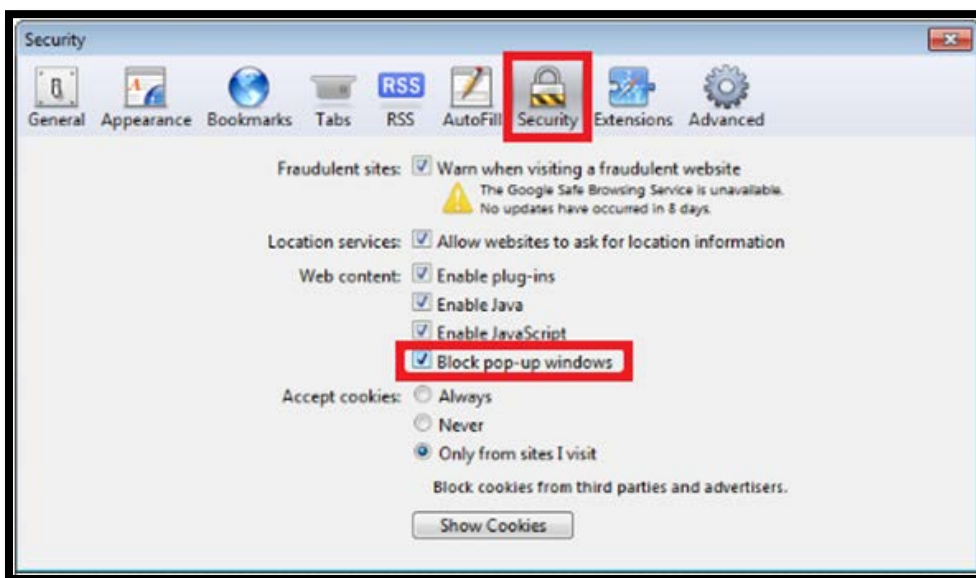 Security
General Appearance Bookmarks Tabs RSS AutoFill Security Extensions Advanced
RSS
Fraudulent sites: Warn when visiting a fraudulent website
The Google Safe Browsing Service is unavailable.
No updates have occurred in 8 days.
Location services: Allow websites to ask for location information
Web content: Enable plug-ins
Enable Java
Enable JavaScript
Block pop-up windows
Accept cookies: Always
Never
Only from sites I visit
Block cookies from third parties and advertisers.
Show Cookies